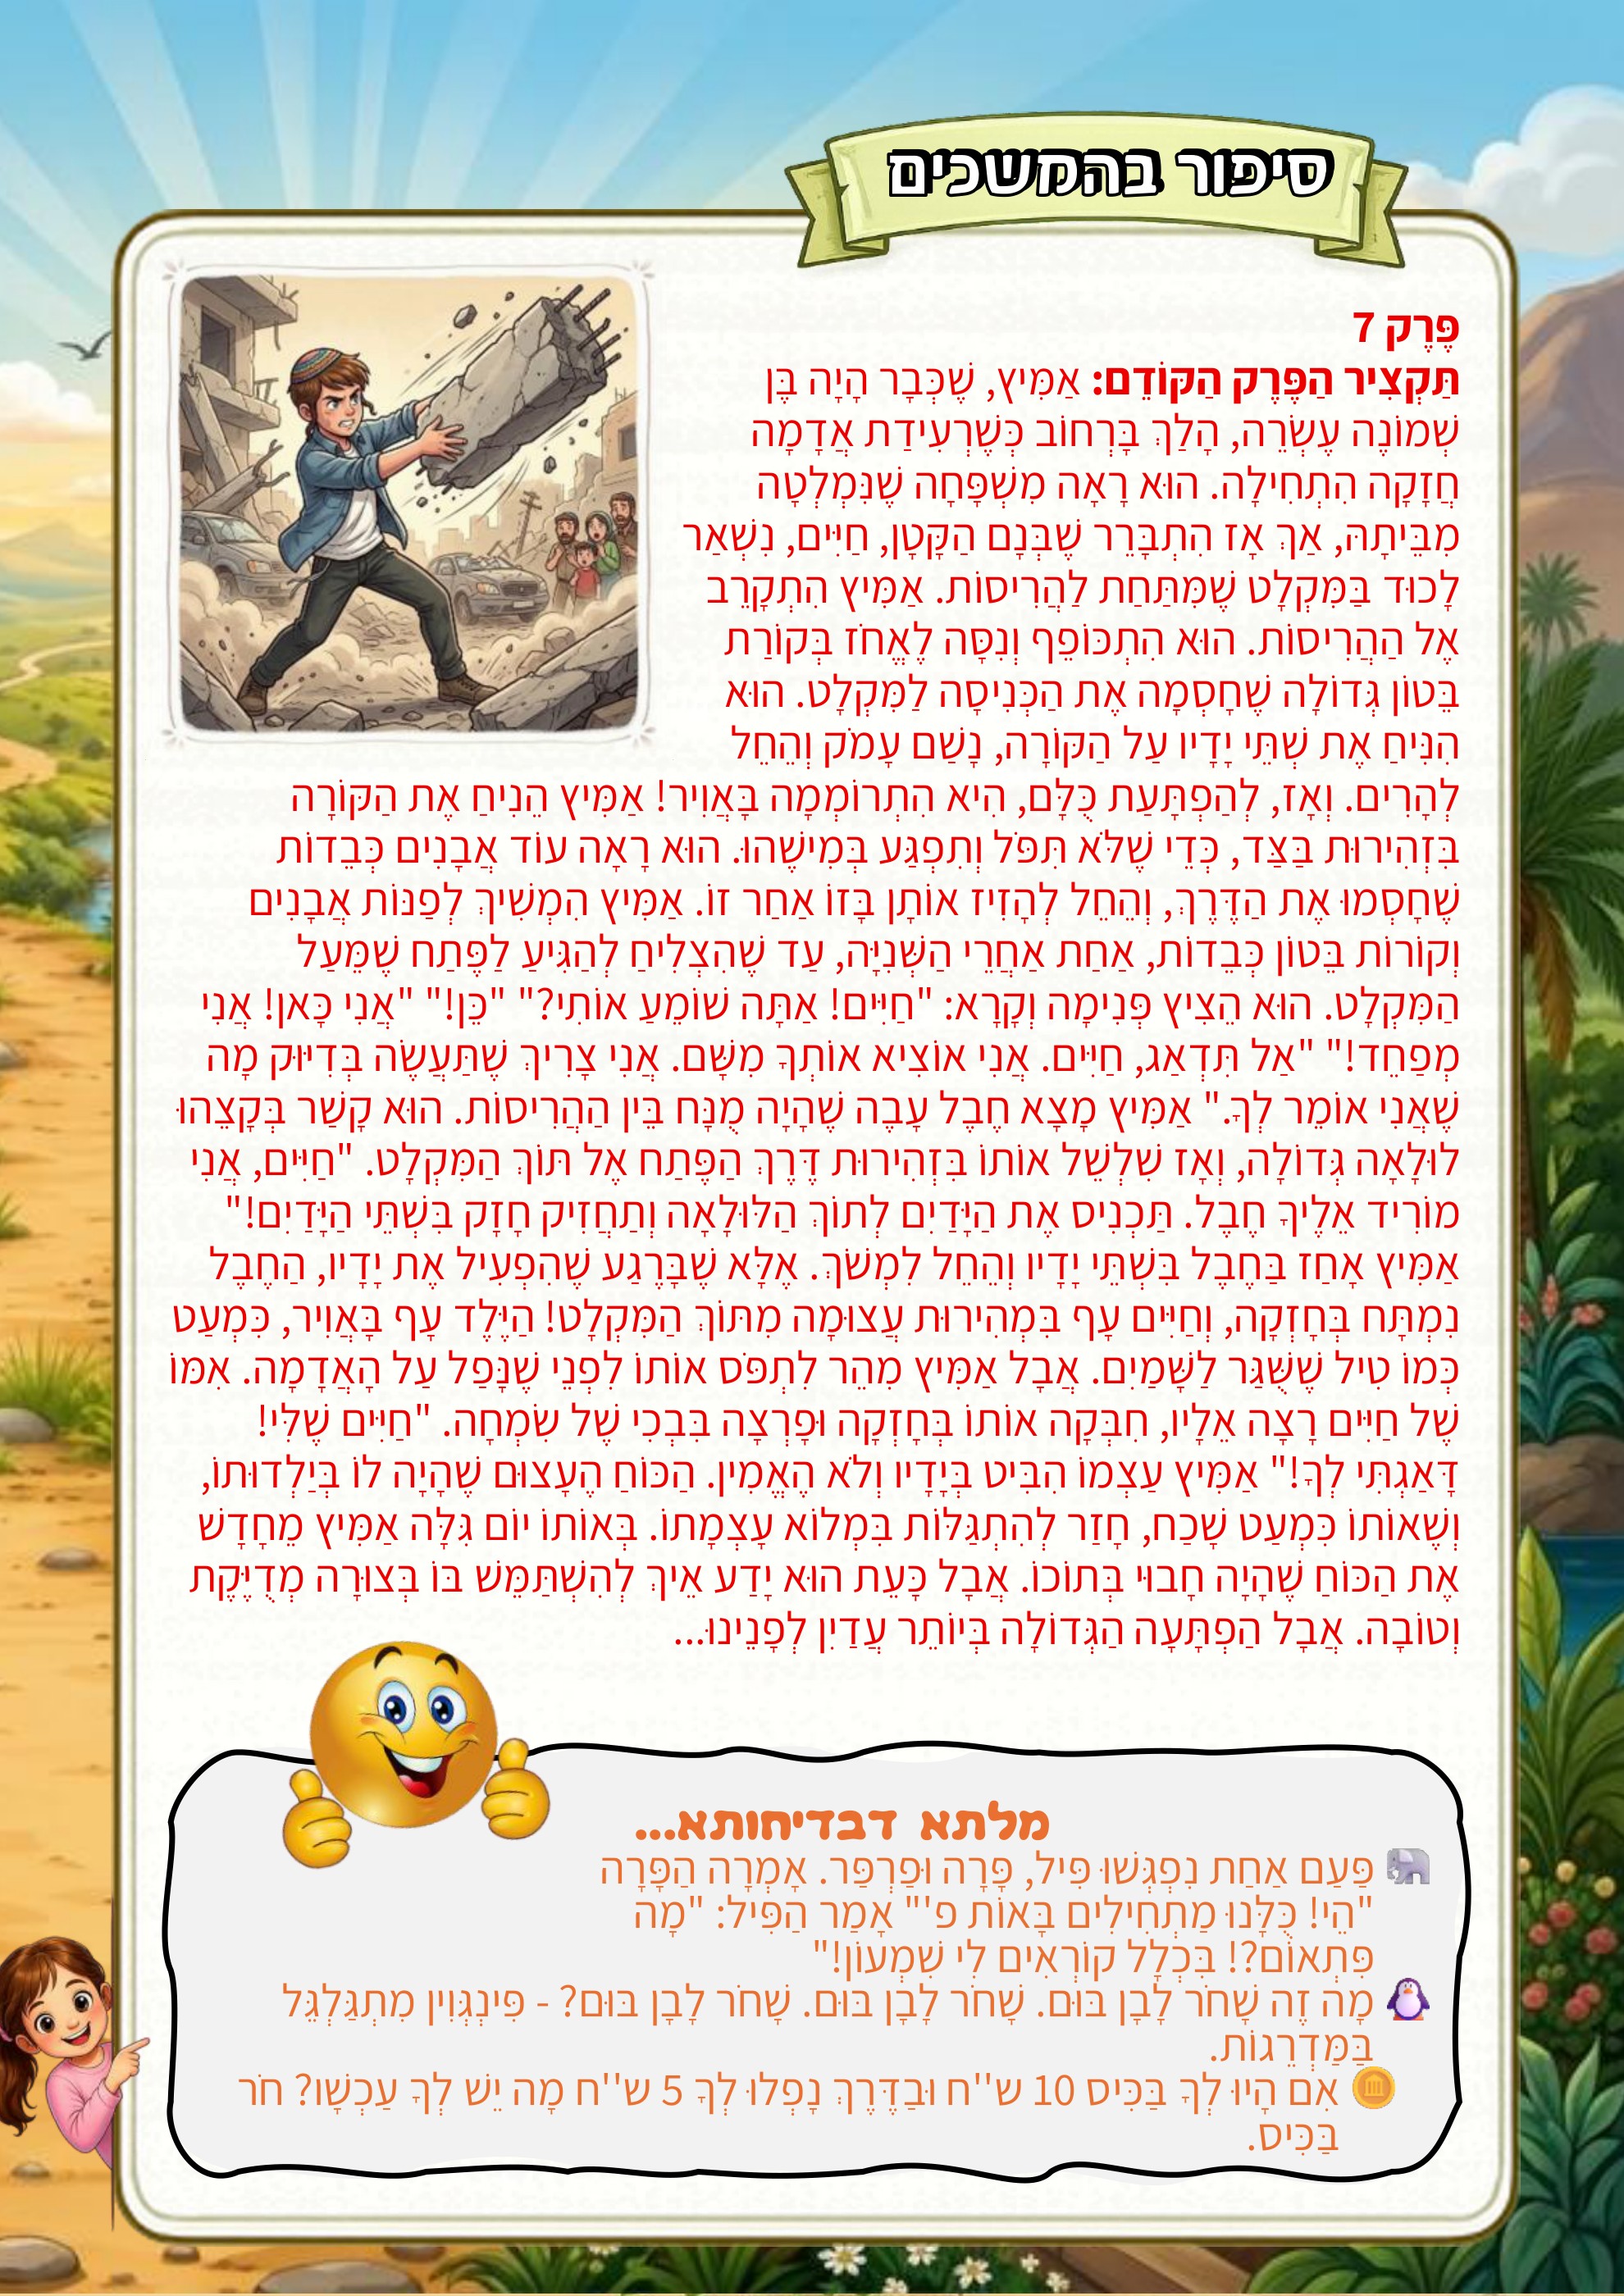 סיפור בהמשכים
פֶּרֶק 7
תַּקְצִיר הַפֶּרֶק הַקּוֹדֵם: אַמִּיץ, שֶׁכְּבָר הָיָה בֶּן
שְׁמוֹנֶה עֶשְׂרֵה, הָלַךְ בָּרְחוֹב כְּשֶׁרְעִידַת אֲדָמָה
חֲזָקָה הִתְחִילָה. הוּא רָאָה מִשְׁפָּחָה שֶׁנִּמְלְטָה
מִבֵּיתָהּ, אַךְ אָז הִתְבָּרֵר שֶׁבְּנָם הַקָּטָן, חַיִּים, נִשְׁאַר
לָכוּד בַּמִּקְלָט שֶׁמִּתַּחַת לַהֲרִיסוֹת. אַמִּיץ הִתְקָרֵב
אֶל הַהֲרִיסוֹת. הוּא הִתְכּוֹפֵף וְנִסָּה לֶאֱחֹז בְּקוֹרַת
בֵּטוֹן גְּדוֹלָה שֶׁחָסְמָה אֶת הַכְּנִיסָה לַמִּקְלָט. הוּא
הִנִּיחַ אֶת שְׁתֵּי יָדָיו עַל הַקּוֹרָה, נָשַׁם עָמֹק וְהֵחֵל
לְהָרִים. וְאָז, לְהַפְתָּעַת כֻּלָּם, הִיא הִתְרוֹמְמָה בָּאֲוִיר! אַמִּיץ הֵנִיחַ אֶת הַקּוֹרָה
בִּזְהִירוּת בַּצַּד, כְּדֵי שֶׁלֹּא תִּפֹּל וְתִפְגַּע בְּמִישֶׁהוּ. הוּא רָאָה עוֹד אֲבָנִים כְּבֵדוֹת
שֶׁחָסְמוּ אֶת הַדֶּרֶךְ, וְהֵחֵל לְהָזִיז אוֹתָן בָּזוֹ אַחַר זוֹ. אַמִּיץ הִמְשִׁיךְ לְפַנּוֹת אֲבָנִים
וְקוֹרוֹת בֵּטוֹן כְּבֵדוֹת, אַחַת אַחֲרֵי הַשְּׁנִיָּה, עַד שֶׁהִצְלִיחַ לְהַגִּיעַ לַפֶּתַח שֶׁמֵּעַל
הַמִּקְלָט. הוּא הֵצִיץ פְּנִימָה וְקָרָא: "חַיִּים! אַתָּה שׁוֹמֵעַ אוֹתִי?" "כֵּן!" "אֲנִי כָּאן! אֲנִי
מְפַחֵד!" "אַל תִּדְאַג, חַיִּים. אֲנִי אוֹצִיא אוֹתְךָ מִשָּׁם. אֲנִי צָרִיךְ שֶׁתַּעֲשֶׂה בְּדִיּוּק מָה
שֶׁאֲנִי אוֹמֵר לְךָ." אַמִּיץ מָצָא חֶבֶל עָבֶה שֶׁהָיָה מֻנָּח בֵּין הַהֲרִיסוֹת. הוּא קָשַׁר בְּקָצֵהוּ
לוּלָאָה גְּדוֹלָה, וְאָז שִׁלְשֵׁל אוֹתוֹ בִּזְהִירוּת דֶּרֶךְ הַפֶּתַח אֶל תּוֹךְ הַמִּקְלָט. "חַיִּים, אֲנִי
מוֹרִיד אֵלֶיךָ חֶבֶל. תַּכְנִיס אֶת הַיָּדַיִם לְתוֹךְ הַלּוּלָאָה וְתַחֲזִיק חָזָק בִּשְׁתֵּי הַיָּדַיִם!"
אַמִּיץ אָחַז בַּחֶבֶל בִּשְׁתֵּי יָדָיו וְהֵחֵל לִמְשֹׁךְ. אֶלָּא שֶׁבָּרֶגַע שֶׁהִפְעִיל אֶת יָדָיו, הַחֶבֶל
נִמְתַּח בְּחָזְקָה, וְחַיִּים עָף בִּמְהִירוּת עֲצוּמָה מִתּוֹךְ הַמִּקְלָט! הַיֶּלֶד עָף בָּאֲוִיר, כִּמְעַט
כְּמוֹ טִיל שֶׁשֻּׁגַּר לַשָּׁמַיִם. אֲבָל אַמִּיץ מִהֵר לִתְפֹּס אוֹתוֹ לִפְנֵי שֶׁנָּפַל עַל הָאֲדָמָה. אִמּוֹ
שֶׁל חַיִּים רָצָה אֵלָיו, חִבְּקָה אוֹתוֹ בְּחָזְקָה וּפָרְצָה בִּבְכִי שֶׁל שִׂמְחָה. "חַיִּים שֶׁלִּי!
דָּאַגְתִּי לְךָ!" אַמִּיץ עַצְמוֹ הִבִּיט בְּיָדָיו וְלֹא הֶאֱמִין. הַכּוֹחַ הֶעָצוּם שֶׁהָיָה לוֹ בְּיַלְדוּתוֹ,
וְשֶׁאוֹתוֹ כִּמְעַט שָׁכַח, חָזַר לְהִתְגַּלּוֹת בִּמְלוֹא עָצְמָתוֹ. בְּאוֹתוֹ יוֹם גִּלָּה אַמִּיץ מֵחָדָשׁ
אֶת הַכּוֹחַ שֶׁהָיָה חָבוּי בְּתוֹכוֹ. אֲבָל כָּעֵת הוּא יָדַע אֵיךְ לְהִשְׁתַּמֵּשׁ בּוֹ בְּצוּרָה מְדֻיֶּקֶת
וְטוֹבָה. אֲבָל הַפְתָּעָה הַגְּדוֹלָה בְּיוֹתֵר עֲדַיִן לְפָנֵינוּ...
מלתא דבדיחותא...
פַּעַם אַחַת נִפְגְּשׁוּ פִּיל, פָּרָה וּפַרְפַּר. אָמְרָה הַפָּרָה
"הֵי! כֻּלָּנוּ מַתְחִילִים בָּאוֹת פ'" אָמַר הַפִּיל: "מָה
פִּתְאוֹם?! בִּכְלָל קוֹרְאִים לִי שִׁמְעוֹן!"
מָה זֶה שָׁחֹר לָבָן בּוּם. שָׁחֹר לָבָן בּוּם. שָׁחֹר לָבָן בּוּם? - פִּינְגְּוִין מִתְגַּלְגֵּל
בַּמַּדְרֵגוֹת.
אִם הָיוּ לְךָ בַּכִּיס 10 ש''ח וּבַדֶּרֶךְ נָפְלוּ לְךָ 5 ש''ח מָה יֵשׁ לְךָ עַכְשָׁו? חֹר
בַּכִּיס.